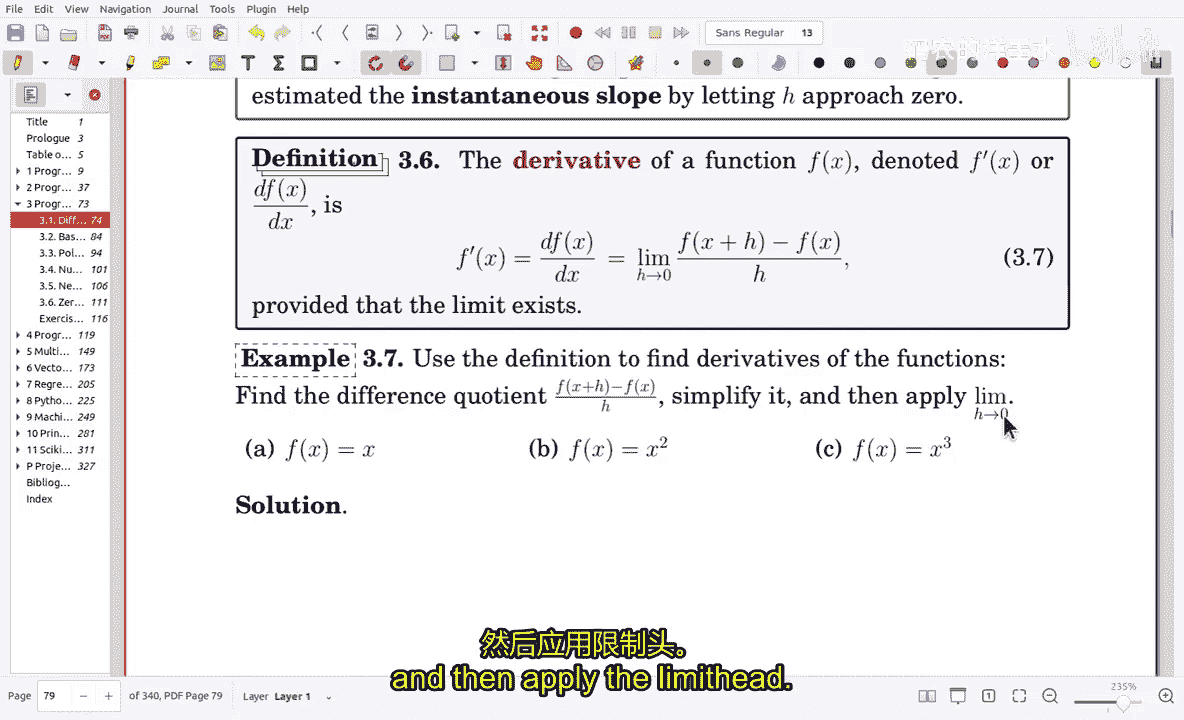 File Edit View Navigation Journal Tools Plugin Help
Sans Regular 13
Title 1
Prologue 3
Table o... 5
1 Progr... 9
2 Progr... 37
3 Progr... 73
3.1. Diff... 74
3.2. Bas... 84
3.3. Pol... 94
3.4. Nu... 101
3.5. Ne... 106
3.6. Zer... 111
Exercis... 116
4 Progr... 119
5 Multi... 149
6 Vecto... 173
7 Regre... 205
8 Pytho... 225
9 Machi... 249
10 Prin... 281
11 Sciki... 311
P Proje... 327
Bibliog...
Index
estimated the instantaneous slope by letting h approach zero.
Definition 3.6. The derivative of a function f(x), denoted f′(x) or
df(x)/dx, is
f′(x) = df(x)/dx = lim h→0 f(x + h) − f(x)/h, (3.7)
provided that the limit exists.
Example 3.7. Use the definition to find derivatives of the functions:
Find the difference quotient f(x+h)−f(x)/h, simplify it, and then apply lim h→0.
(a) f(x) = x (b) f(x) = x² (c) f(x) = x³
Solution.
然后应用限制头。
and then apply the limithead.
Page 79 − + of 340, PDF Page 79 Layer Layer 1 235%